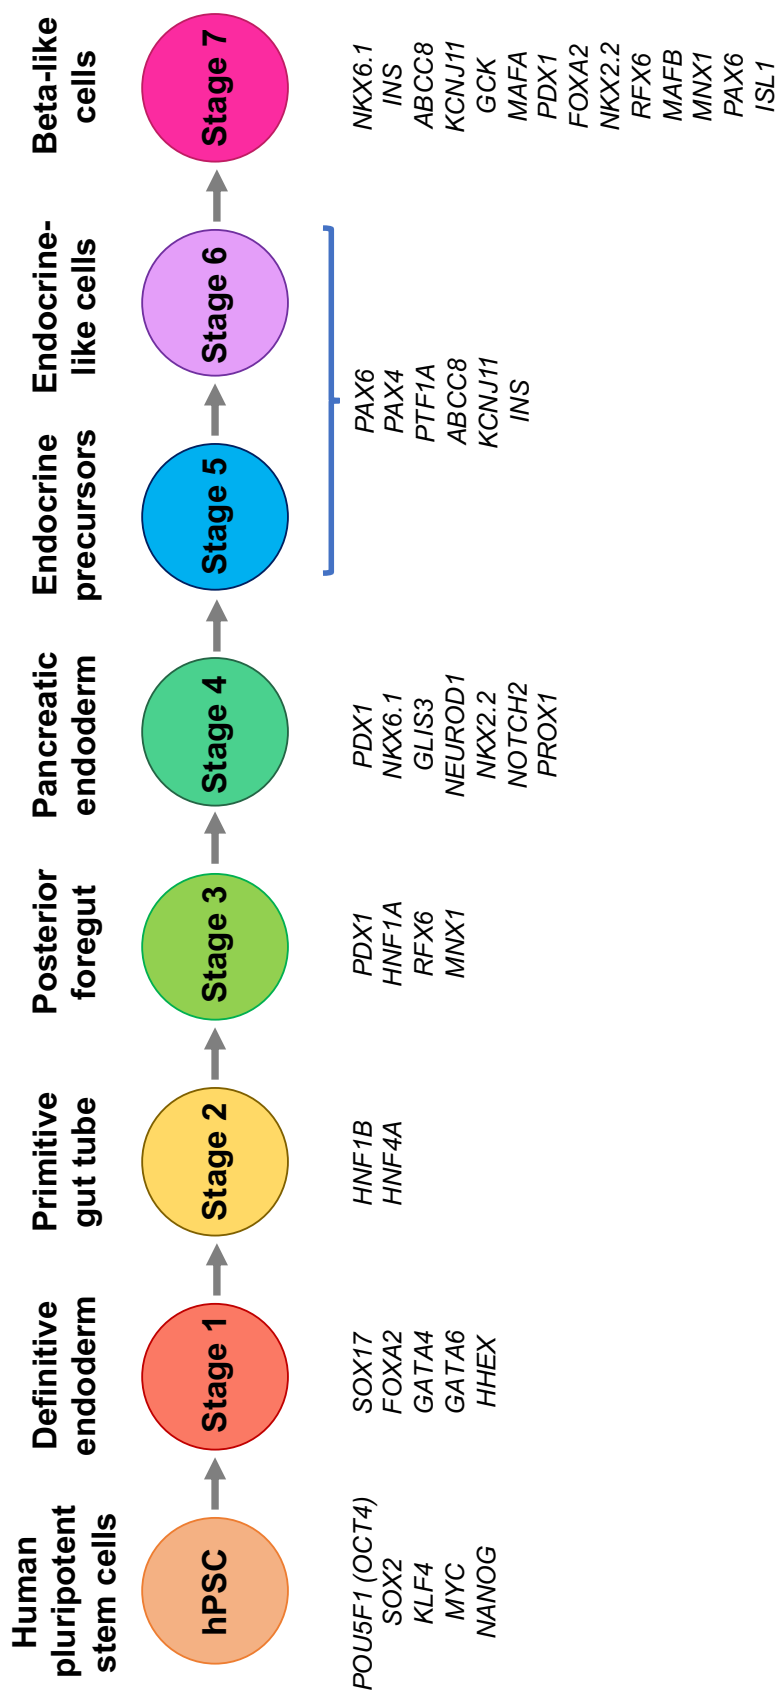 Human
pluripotent
stem cells
hPSC
POU5F1 (OCT4)
SOX2
KLF4
MYC
NANOG
Definitive
endoderm
Stage 1
SOX17
FOXA2
GATA4
GATA6
HHEX
Primitive
gut tube
Stage 2
HNF1B
HNF4A
Posterior
foregut
Stage 3
PDX1
HNF1A
RFX6
MNX1
Pancreatic
endoderm
Stage 4
PDX1
NKX6.1
GLIS3
NEUROD1
NKX2.2
NOTCH2
PROX1
Endocrine
precursors
Stage 5
Endocrine-
like cells
Stage 6
PAX6
PAX4
PTF1A
ABCC8
KCNJ11
INS
Beta-like
cells
Stage 7
NKX6.1
INS
ABCC8
KCNJ11
GCK
MAFA
PDX1
FOXA2
NKX2.2
RFX6
MAFB
MNX1
PAX6
ISL1